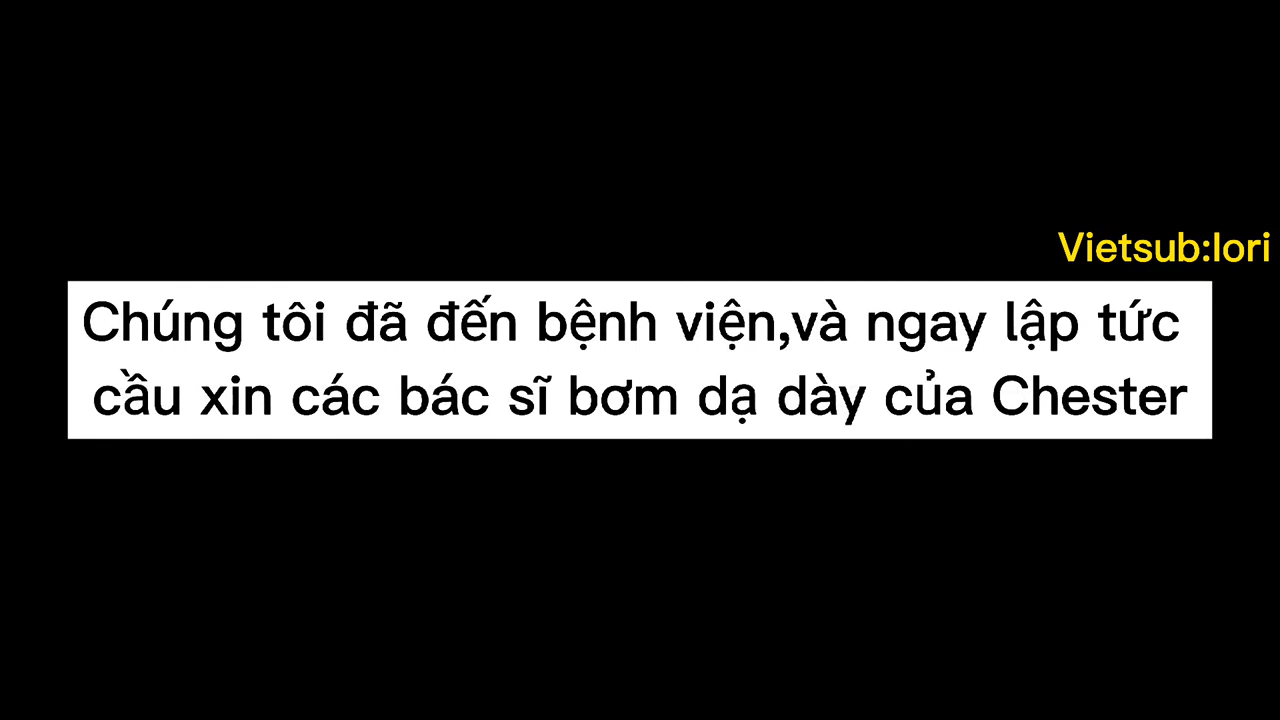 Vietsub:lori
Chúng tôi đã đến bệnh viện,và ngay lập tức
cầu xin các bác sĩ bơm dạ dày của Chester